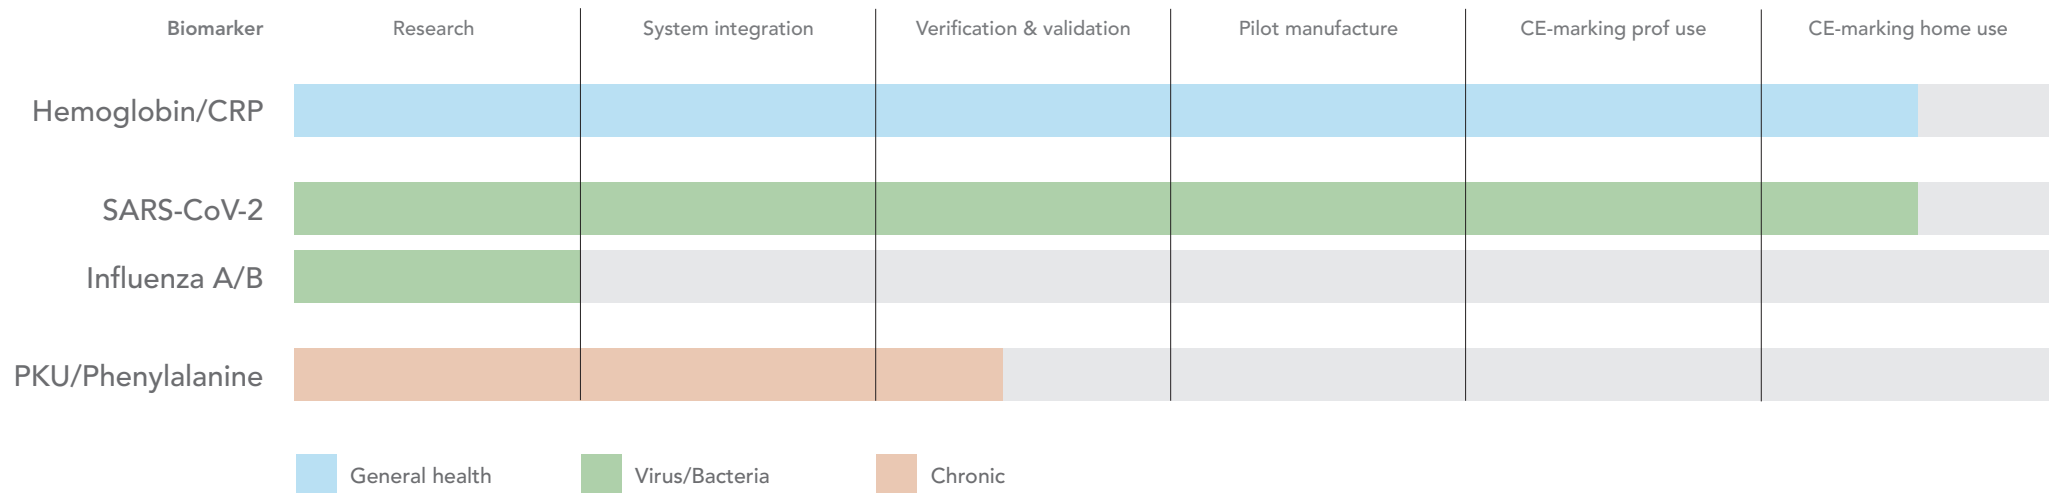 Biomarker Research System integration Verification & validation Pilot manufacture CE-marking prof use CE-marking home use
Hemoglobin/CRP
SARS-CoV-2
Influenza A/B
PKU/Phenylalanine
General health Virus/Bacteria Chronic